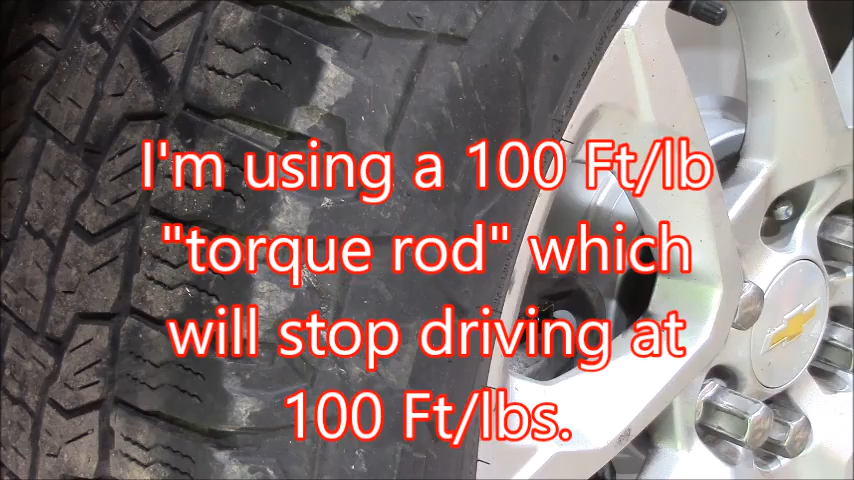 I'm using a 100 Ft/lb
"torque rod" which
will stop driving at
100 Ft/lbs.